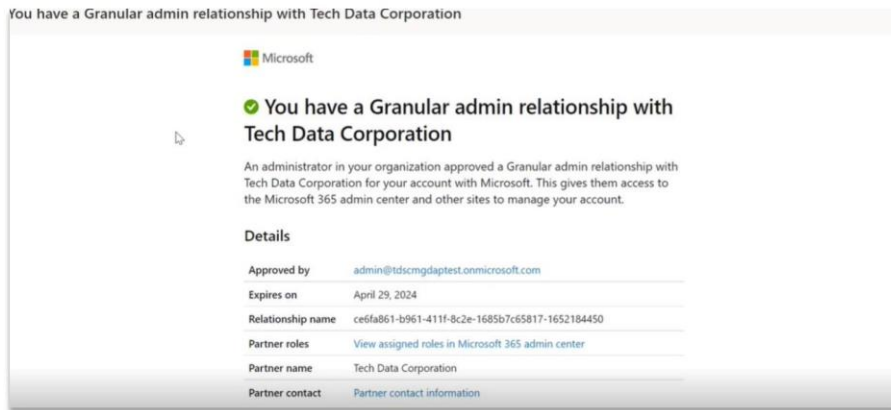 You have a Granular admin relationship with Tech Data Corporation
Microsoft
You have a Granular admin relationship with
Tech Data Corporation
An administrator in your organization approved a Granular admin relationship with
Tech Data Corporation for your account with Microsoft. This gives them access to
the Microsoft 365 admin center and other sites to manage your account.
Details
Approved by admin@tdscmgdaptest.onmicrosoft.com
Expires on April 29, 2024
Relationship name ce6fa861-b961-411f-8c2e-1685b7c65817-1652184450
Partner roles View assigned roles in Microsoft 365 admin center
Partner name Tech Data Corporation
Partner contact Partner contact information